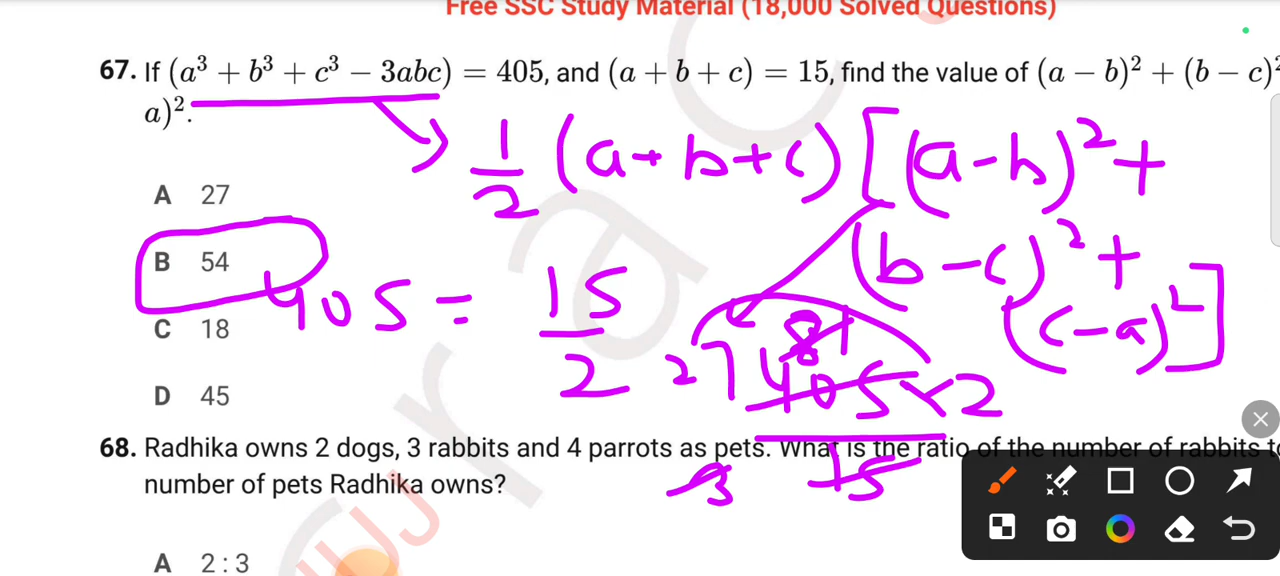 Free SSC Study Material (18,000 Solved Questions)
67. If (a³ + b³ + c³ − 3abc) = 405, and (a + b + c) = 15, find the value of (a − b)² + (b − c)²
a)².
1/2 (a+b+c) [(a-b)² +
(b-c)² +
(c-a)²]
A 27
B 54
405 = 15/2
C 18
27 81
405×2
D 45
3 15
68. Radhika owns 2 dogs, 3 rabbits and 4 parrots as pets. What is the ratio of the number of rabbits to
number of pets Radhika owns?
A 2 : 3